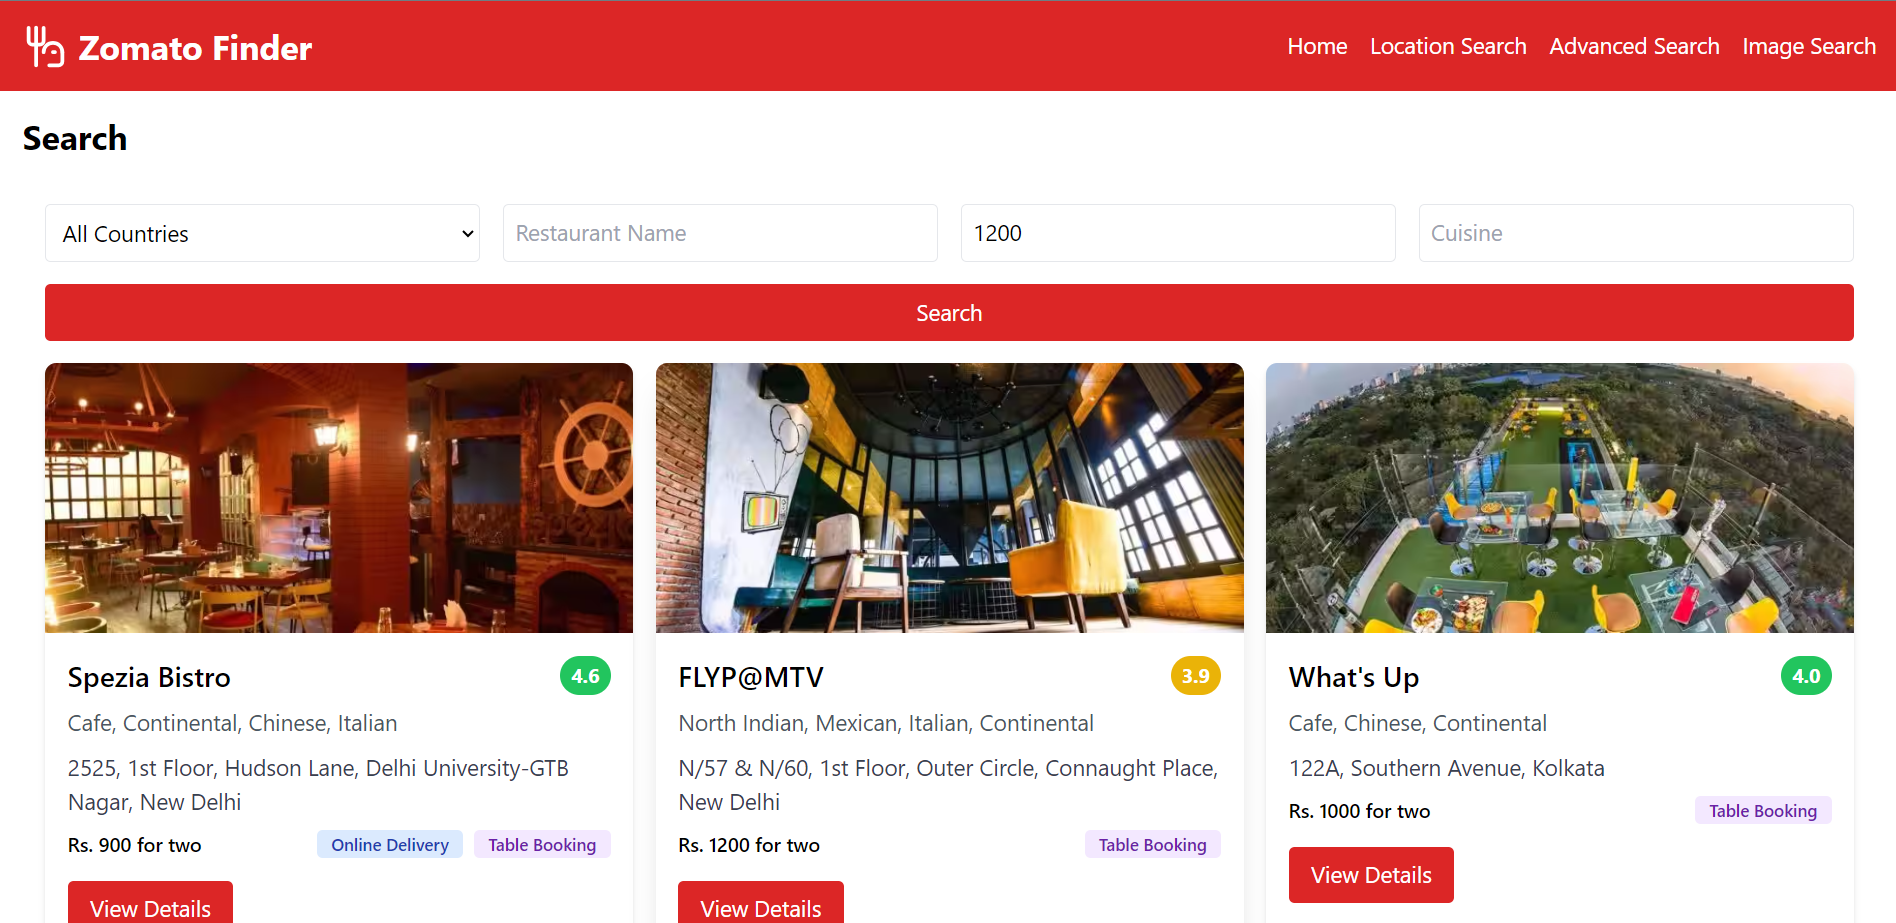 Zomato Finder
Home Location Search Advanced Search Image Search
Search
All Countries
Restaurant Name
1200
Cuisine
Search
Spezia Bistro
4.6
Cafe, Continental, Chinese, Italian
2525, 1st Floor, Hudson Lane, Delhi University-GTB
Nagar, New Delhi
Rs. 900 for two
Online Delivery
Table Booking
View Details
FLYP@MTV
3.9
North Indian, Mexican, Italian, Continental
N/57 & N/60, 1st Floor, Outer Circle, Connaught Place,
New Delhi
Rs. 1200 for two
Table Booking
View Details
What's Up
4.0
Cafe, Chinese, Continental
122A, Southern Avenue, Kolkata
Rs. 1000 for two
Table Booking
View Details